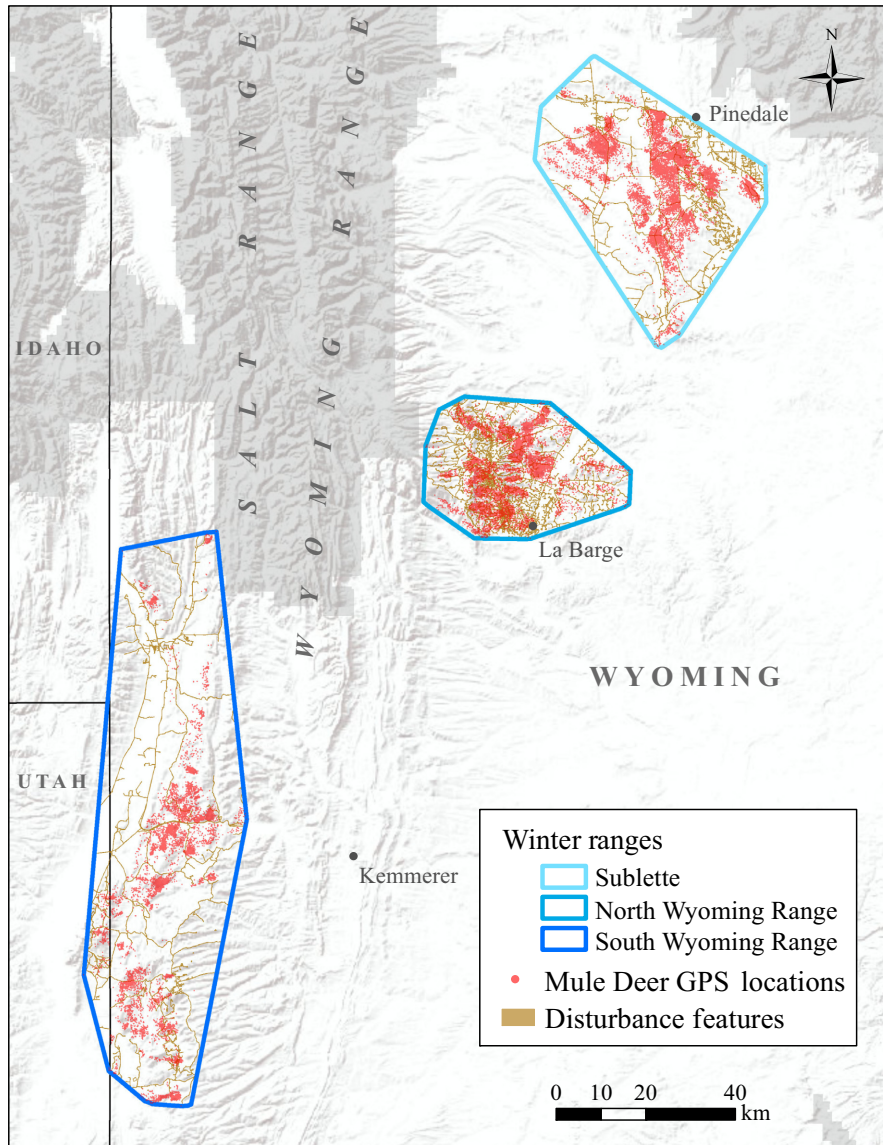 N
Pinedale
SALT RANGE
WYOMING RANGE
IDAHO
La Barge
WYOMING
UTAH
Kemmerer
Winter ranges
Sublette
North Wyoming Range
South Wyoming Range
Mule Deer GPS locations
Disturbance features
0 10 20 40
km